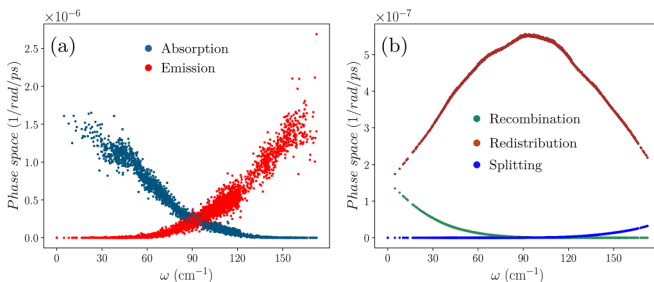 ×10⁻⁶
(a)
Absorption
Emission
2.5
2.0
1.5
1.0
0.5
0.0
Phase space (1/rad/ps)
0 30 60 90 120 150
ω (cm⁻¹)
×10⁻⁷
(b)
Recombination
Redistribution
Splitting
5
4
3
2
1
0
Phase space (1/rad/ps)
0 30 60 90 120 150
ω (cm⁻¹)